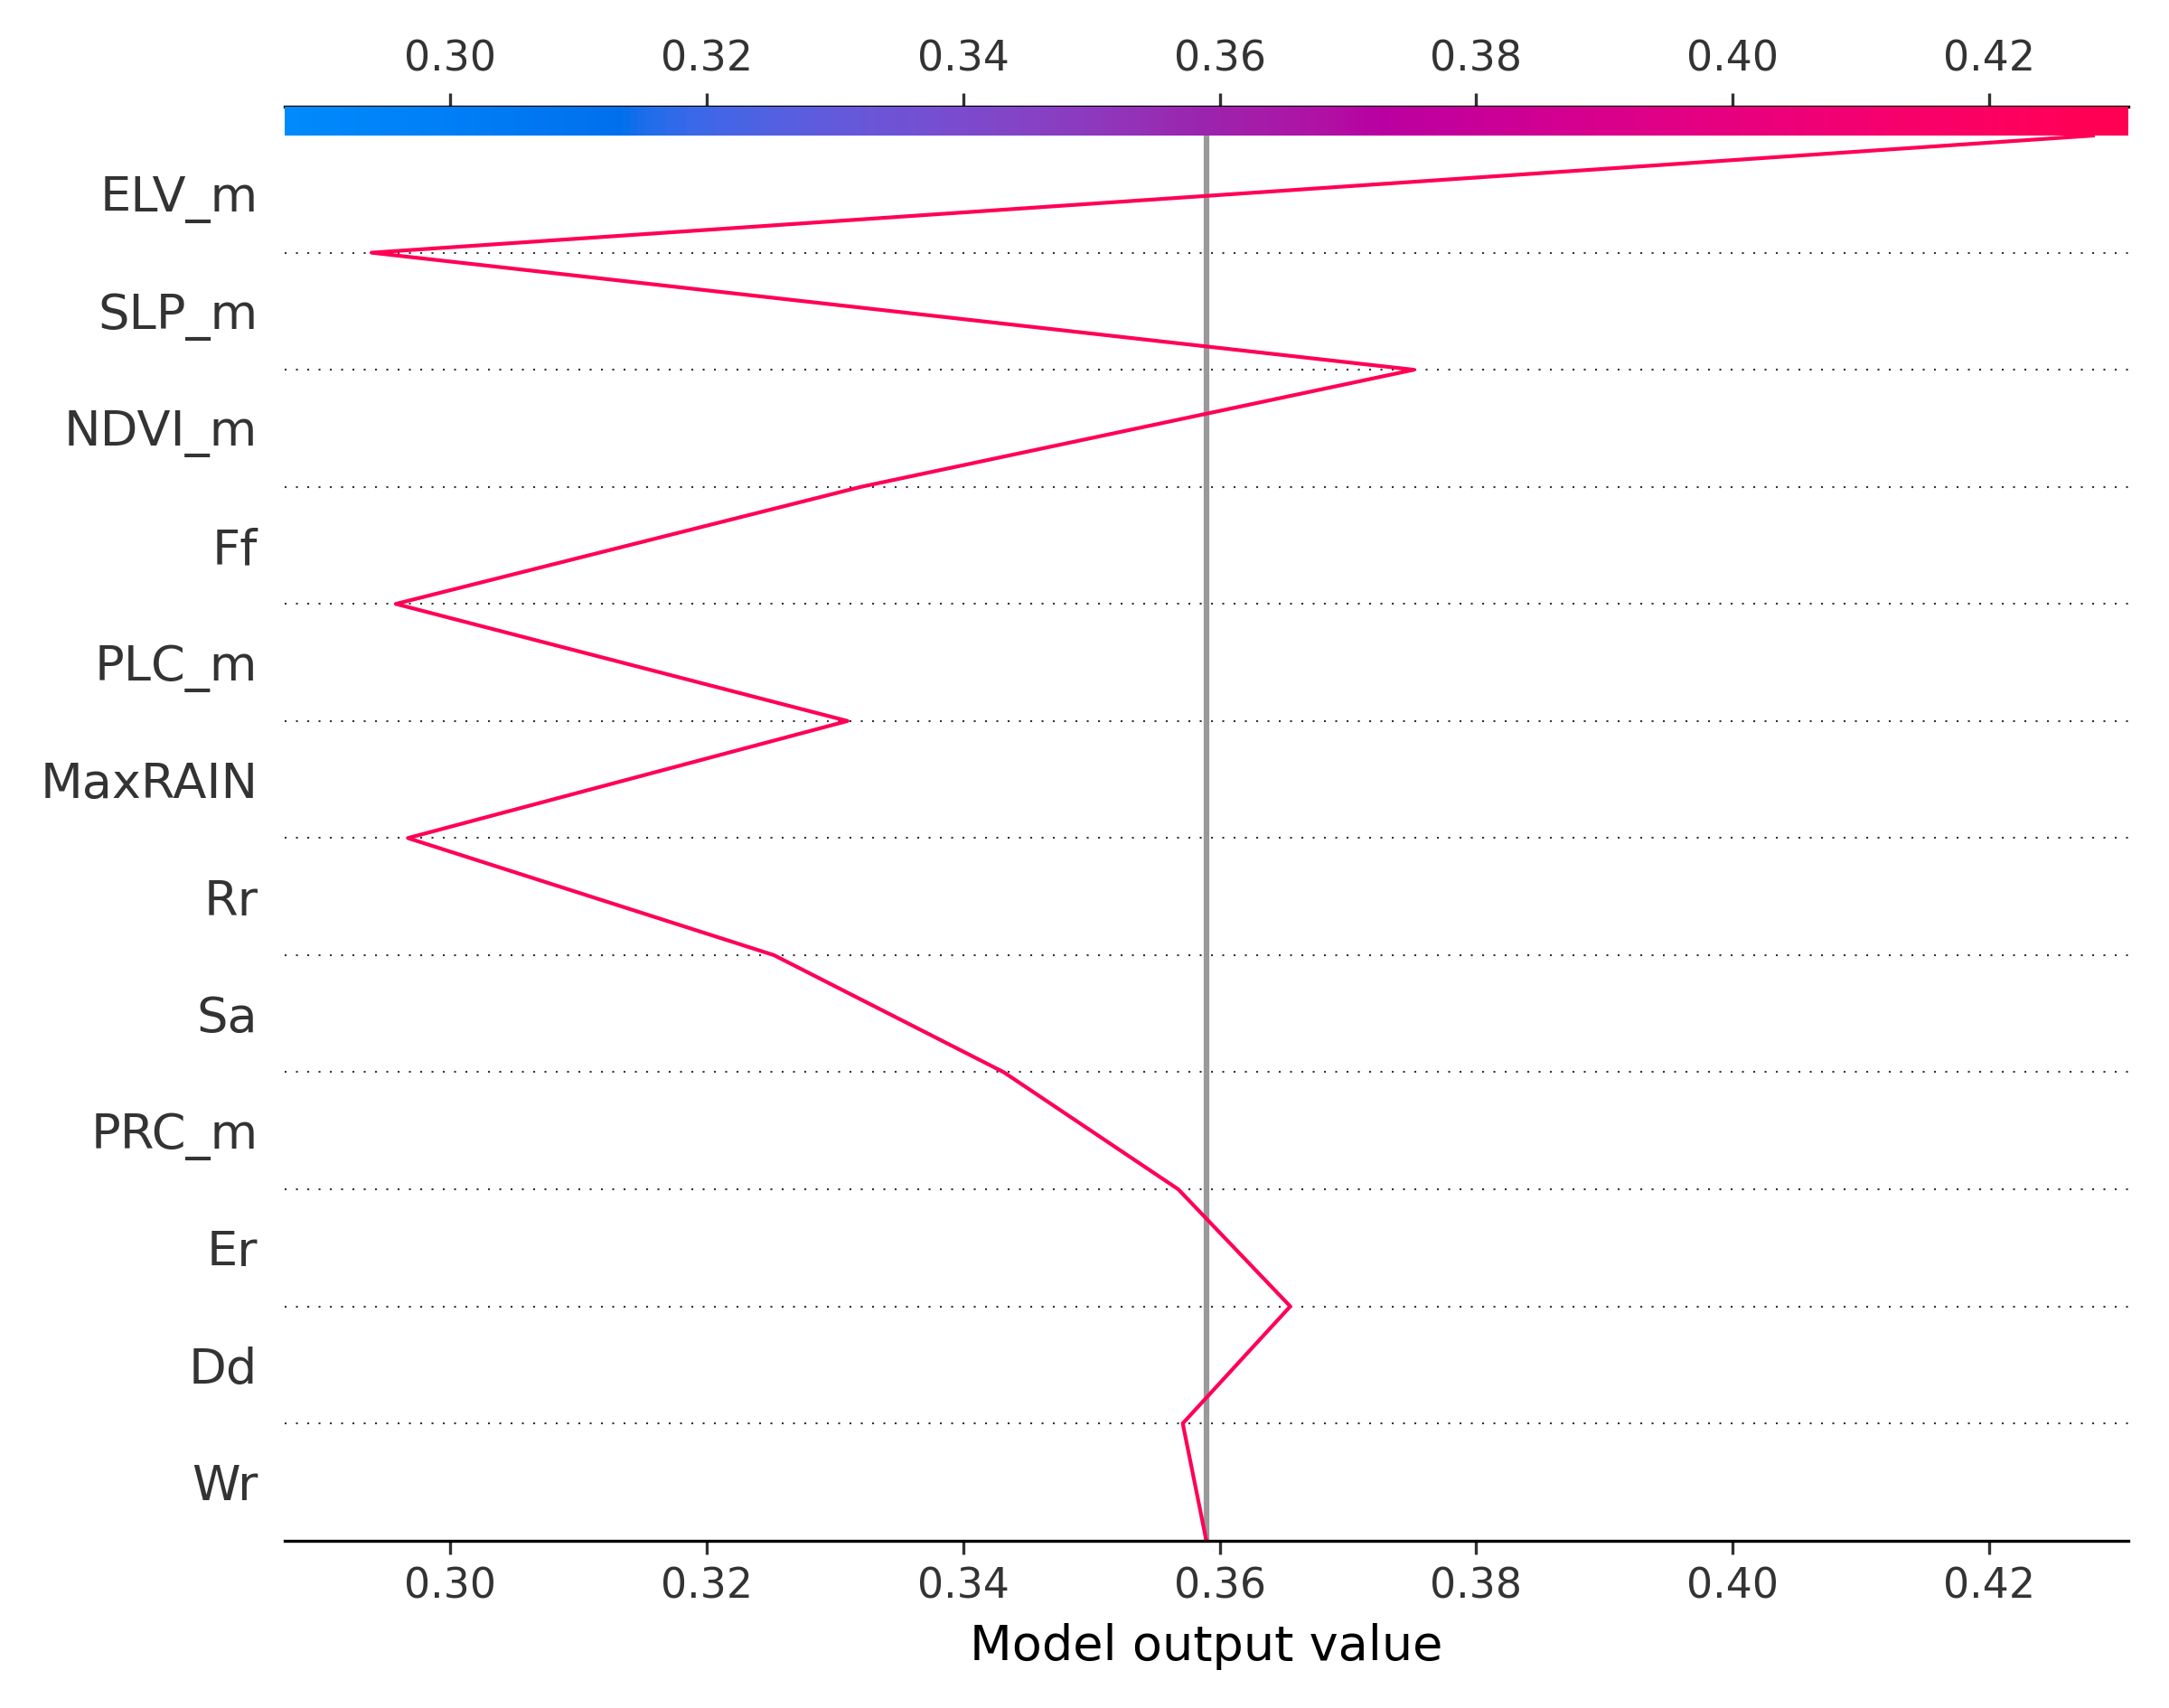 0.30 0.32 0.34 0.36 0.38 0.40 0.42
ELV_m
SLP_m
NDVI_m
Ff
PLC_m
MaxRAIN
Rr
Sa
PRC_m
Er
Dd
Wr
0.30 0.32 0.34 0.36 0.38 0.40 0.42
Model output value